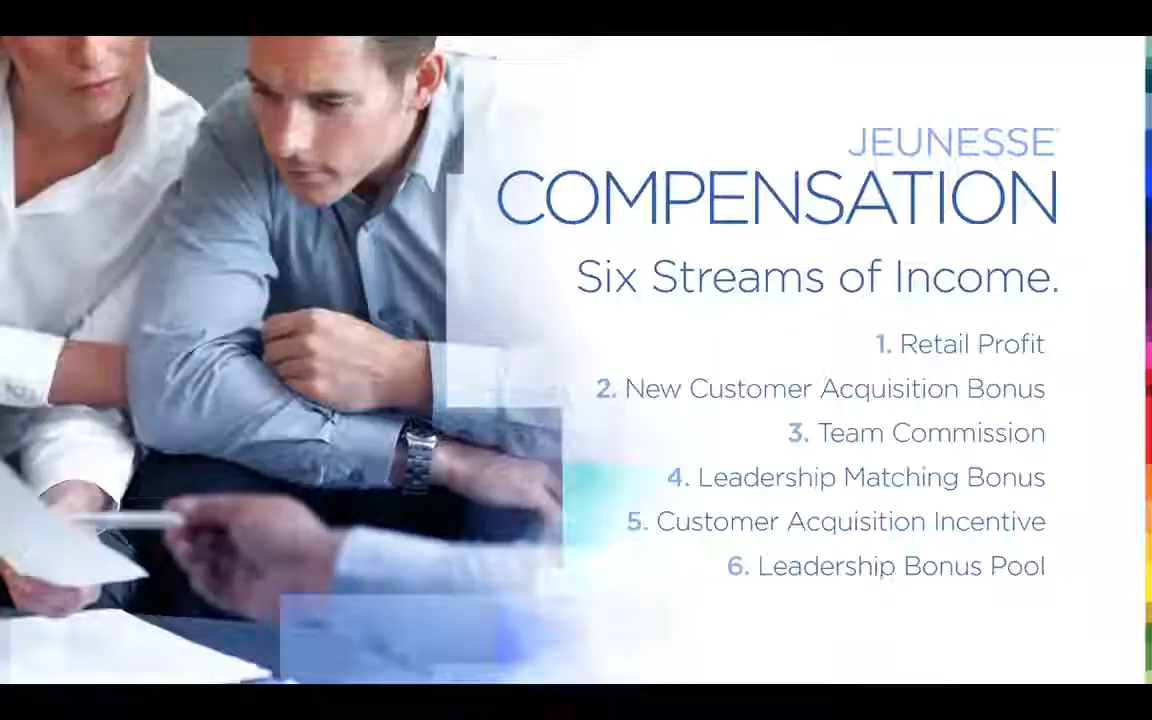 JEUNESSE
COMPENSATION
Six Streams of Income.
1. Retail Profit
2. New Customer Acquisition Bonus
3. Team Commission
4. Leadership Matching Bonus
5. Customer Acquisition Incentive
6. Leadership Bonus Pool